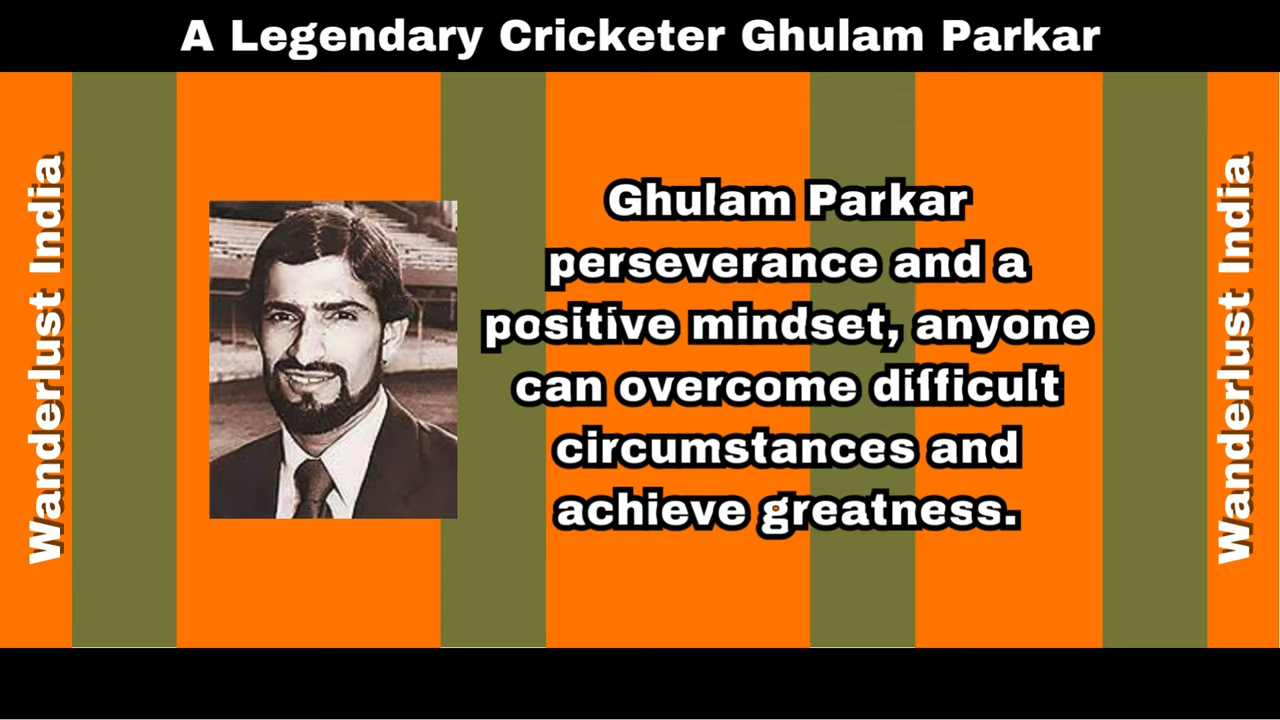 A Legendary Cricketer Ghulam Parkar
Wanderlust India
Ghulam Parkar
perseverance and a
positive mindset, anyone
can overcome difficult
circumstances and
achieve greatness.
Wanderlust India